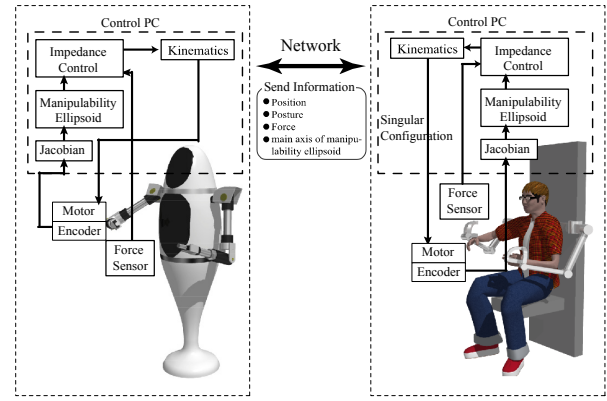 Control PC
Impedance
Control
Kinematics
Manipulability
Ellipsoid
Jacobian
Motor
Encoder
Force
Sensor
Network
Send Information
● Position
● Posture
● Force
● main axis of manipu-
lability ellipsoid
Control PC
Kinematics
Impedance
Control
Manipulability
Ellipsoid
Singular
Configuration
Jacobian
Force
Sensor
Motor
Encoder